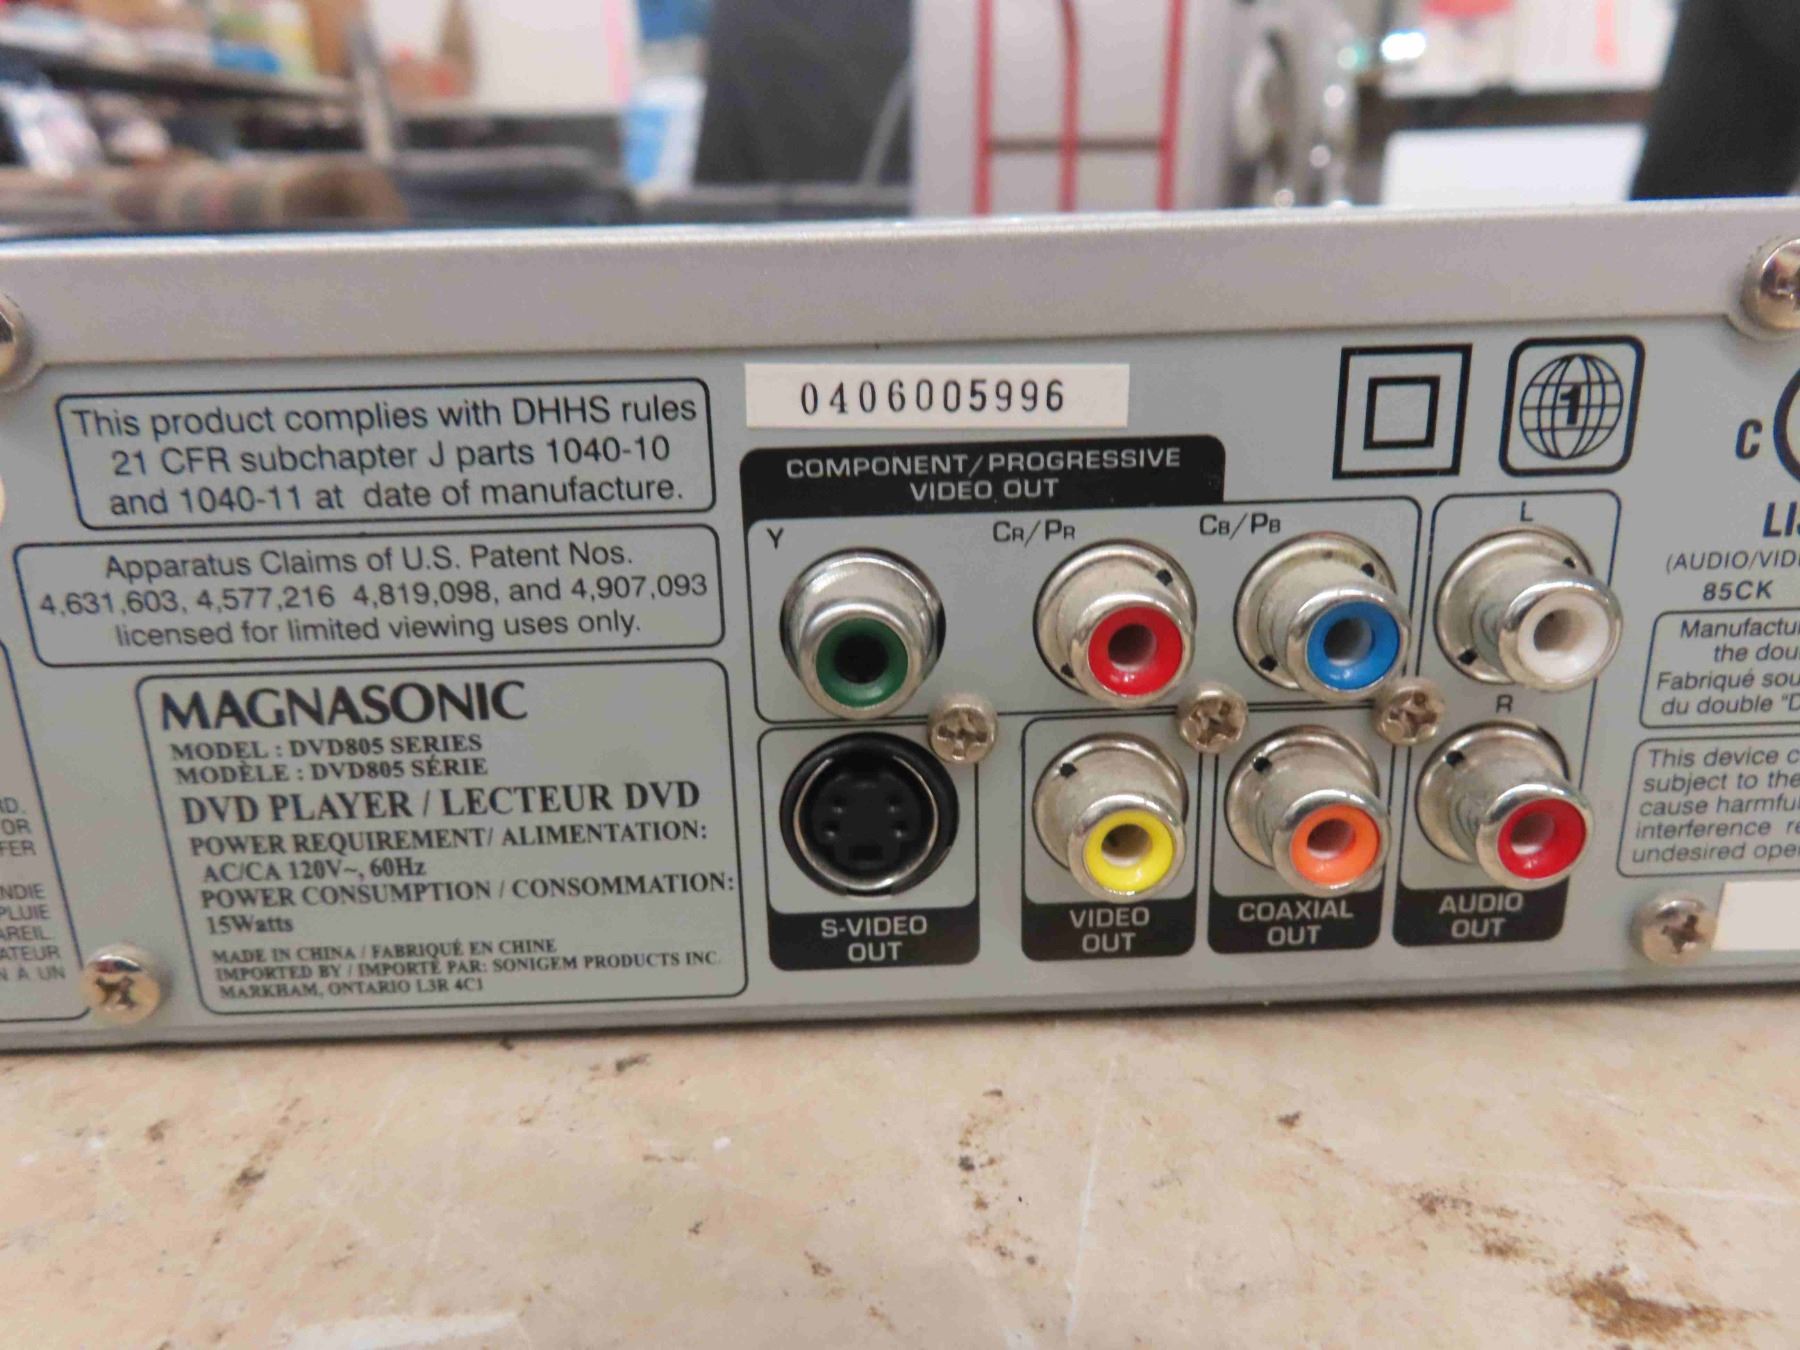 This product complies with DHHS rules
21 CFR subchapter J parts 1040-10
and 1040-11 at date of manufacture.
Apparatus Claims of U.S. Patent Nos.
4,631,603, 4,577,216 4,819,098, and 4,907,093
licensed for limited viewing uses only.
MAGNASONIC
MODEL : DVD805 SERIES
MODÈLE : DVD805 SÉRIE
DVD PLAYER / LECTEUR DVD
POWER REQUIREMENT/ ALIMENTATION:
AC/CA 120V~, 60Hz
POWER CONSUMPTION / CONSOMMATION:
15Watts
MADE IN CHINA / FABRIQUÉ EN CHINE
IMPORTED BY / IMPORTÉ PAR: SONIGEM PRODUCTS INC.
MARKHAM, ONTARIO L3R 4C1
OR
NDIE
PLUIE
N À UN
0406005996
COMPONENT/PROGRESSIVE
VIDEO OUT
Y
CR/PR
CB/PB
L
R
S-VIDEO
OUT
VIDEO
OUT
COAXIAL
OUT
AUDIO
OUT
1
C
(AUDIO/VID
85CK
Manufactu
the dou
Fabriqué sou
du double "D
This device c
subject to the
cause harmfu
interference re
undesired ope